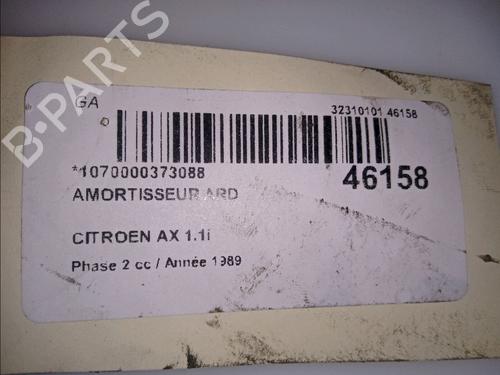 B-PARTS
GA
32310101 46158
*1070000373088
46158
AMORTISSEUR ARD
CITROEN AX 1.1i
Phase 2 cc / Année 1989